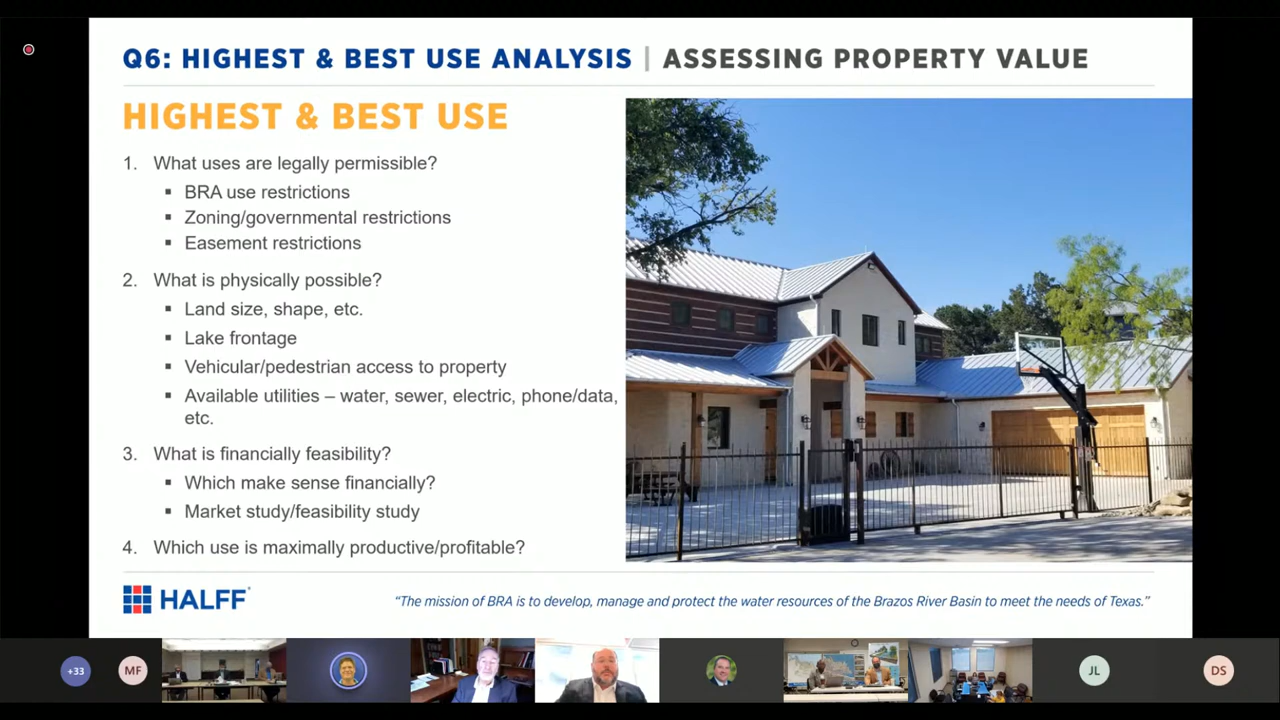 Q6: HIGHEST & BEST USE ANALYSIS | ASSESSING PROPERTY VALUE
HIGHEST & BEST USE
1. What uses are legally permissible?
▪ BRA use restrictions
▪ Zoning/governmental restrictions
▪ Easement restrictions
2. What is physically possible?
▪ Land size, shape, etc.
▪ Lake frontage
▪ Vehicular/pedestrian access to property
▪ Available utilities – water, sewer, electric, phone/data,
etc.
3. What is financially feasibility?
▪ Which make sense financially?
▪ Market study/feasibility study
4. Which use is maximally productive/profitable?
HALFF
“The mission of BRA is to develop, manage and protect the water resources of the Brazos River Basin to meet the needs of Texas.”
+33
MF
JL
DS